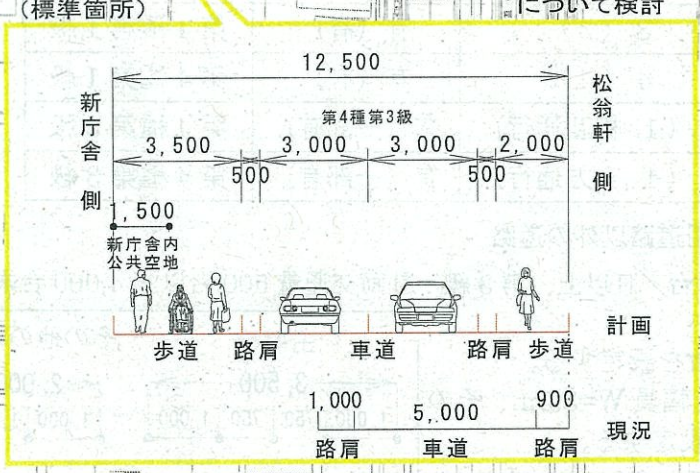 (標準箇所)
について検討
12,500
新庁舎側
松翁軒側
第4種第3級
3,500
3,000
3,000
2,000
500
500
1,500
新庁舎内
公共空地
計画
歩道
路肩
車道
路肩
歩道
1,000
5,000
900
現況
路肩
車道
路肩